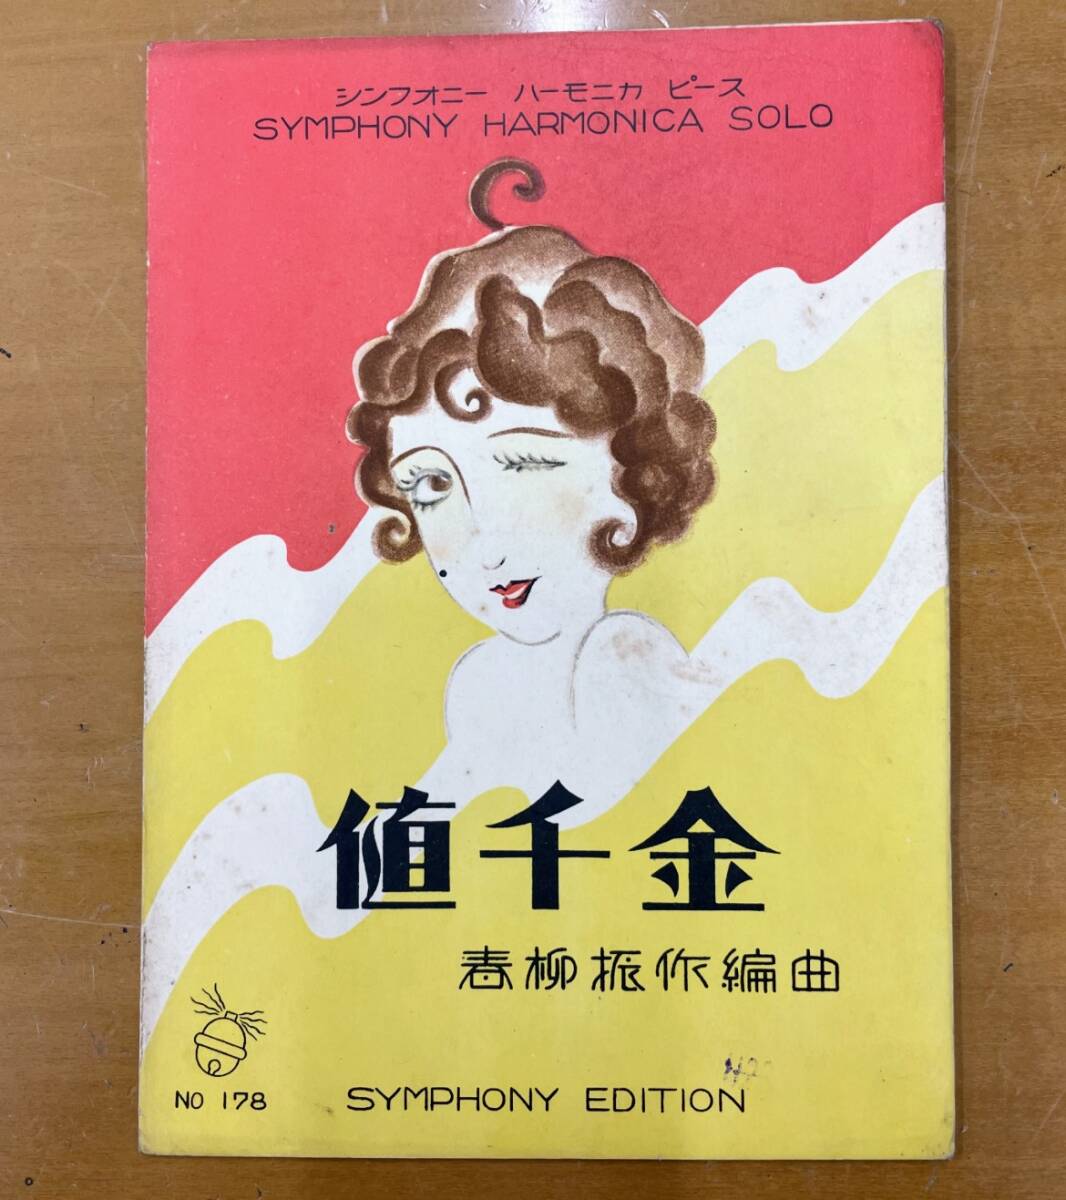 シンフォニー ハーモニカ ピース
SYMPHONY HARMONICA SOLO
値千金
春柳振作編曲
NO 178
SYMPHONY EDITION